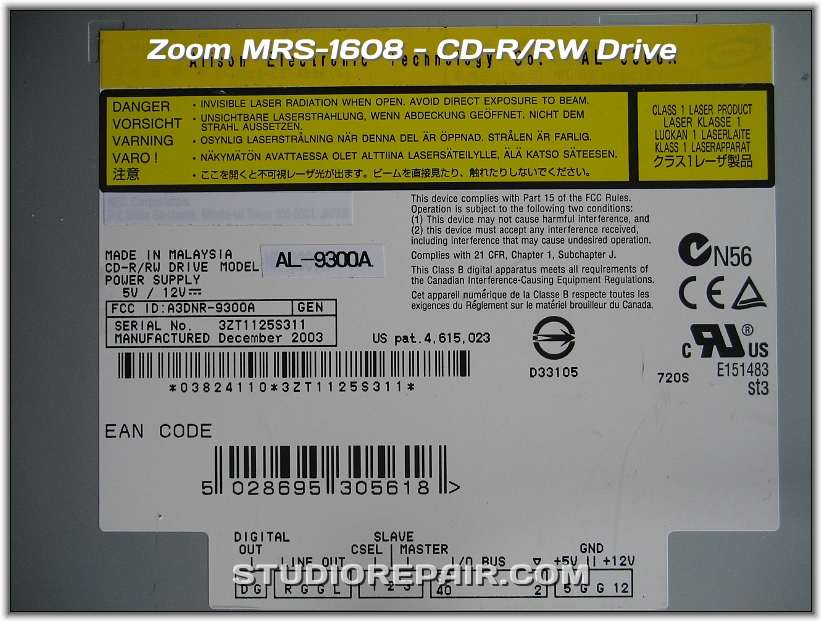 Zoom MRS-1608 - CD-R/RW Drive
Electronic Technology Co.
DANGER · INVISIBLE LASER RADIATION WHEN OPEN. AVOID DIRECT EXPOSURE TO BEAM.
VORSICHT · UNSICHTBARE LASERSTRAHLUNG, WENN ABDECKUNG GEÖFFNET. NICHT DEM
STRAHL AUSSETZEN.
VARNING · OSYNLIG LASERSTRÅLNING NÄR DENNA DEL ÄR ÖPPNAD. STRÅLEN ÄR FARLIG.
VARO! · NÄKYMÄTÖN AVATTAESSA OLET ALTTIINA LASERSÄTEILYLLE, ÄLÄ KATSO SÄTEESEN.
注意 · ここを開くと不可視レーザ光が出ます。ビームを直接見たり、触れたりしないでください。
CLASS 1 LASER PRODUCT
LASER KLASSE 1
LUOKAN 1 LASERLAITE
KLASS 1 LASERAPPARAT
クラス1レーザ製品
This device complies with Part 15 of the FCC Rules.
Operation is subject to the following two conditions:
(1) This device may not cause harmful interference, and
(2) this device must accept any interference received,
including interference that may cause undesired operation.
Complies with 21 CFR, Chapter 1, Subchapter J.
This Class B digital apparatus meets all requirements of
the Canadian Interference-Causing Equipment Regulations.
Cet appareil numérique de la Classe B respecte toutes les
exigences du Règlement sur le matériel brouilleur du Canada.
MADE IN MALAYSIA
CD-R/RW DRIVE MODEL AL-9300A
POWER SUPPLY
5V / 12V
FCC ID:A3DNR-9300A GEN
SERIAL No. 3ZT1125S311
MANUFACTURED December 2003
US pat.4,615,023
*03824110*3ZT1125S311*
N56
CE
D33105
c RU ® US
E151483
720S
st3
EAN CODE
5 028695 305618 >
DIGITAL
OUT
LINE OUT
SLAVE
CSEL | MASTER
I/O BUS
GND
+5V +12V
DG R G G L 1 2 3 40 2 5 G G 12
STUDIOREPAIR.COM